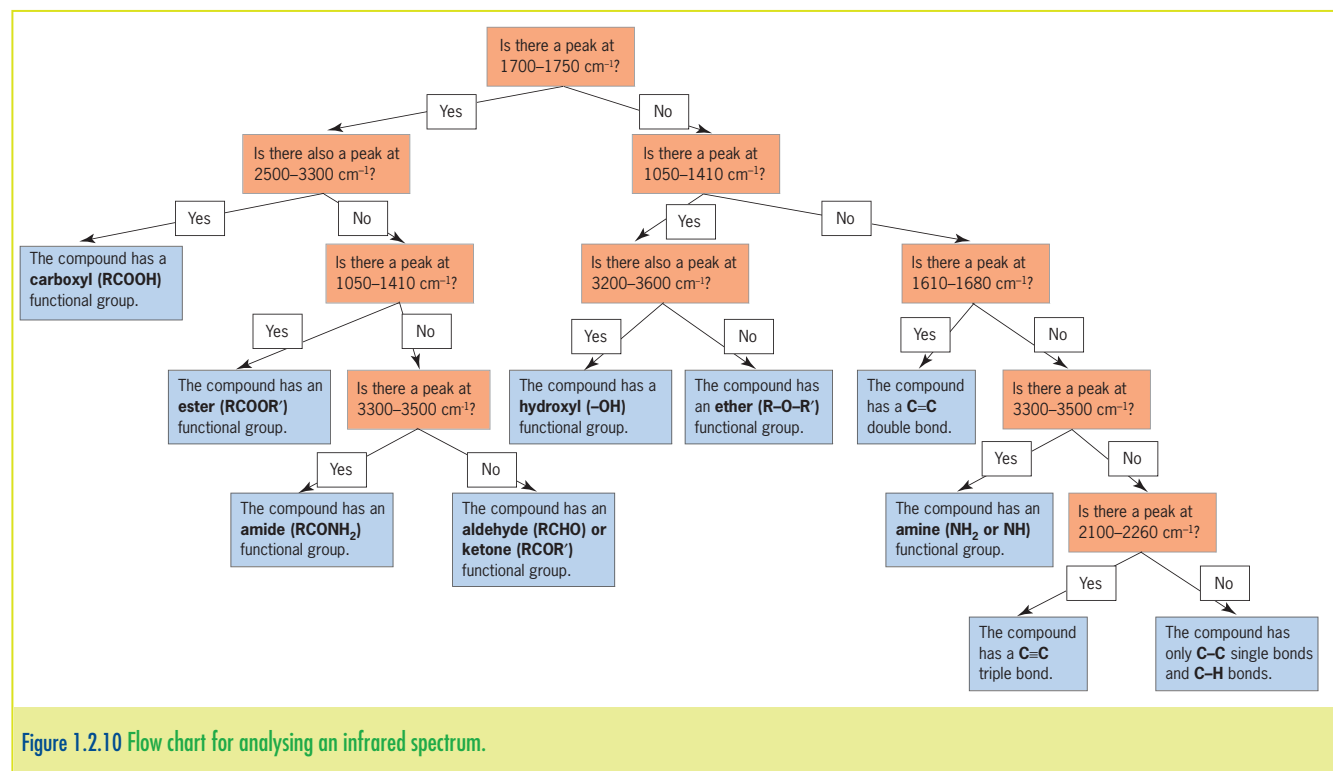 Is there a peak at
1700–1750 cm⁻¹?
Yes
No
Is there also a peak at
2500–3300 cm⁻¹?
Is there a peak at
1050–1410 cm⁻¹?
Yes
No
Yes
No
The compound has a
carboxyl (RCOOH)
functional group.
Is there a peak at
1050–1410 cm⁻¹?
Is there also a peak at
3200–3600 cm⁻¹?
Is there a peak at
1610–1680 cm⁻¹?
Yes
No
Yes
No
Yes
No
The compound has an
ester (RCOOR′)
functional group.
Is there a peak at
3300–3500 cm⁻¹?
The compound has a
hydroxyl (–OH)
functional group.
The compound has
an ether (R–O–R′)
functional group.
The compound
has a C=C
double bond.
Is there a peak at
3300–3500 cm⁻¹?
Yes
No
Yes
No
The compound has an
amide (RCONH₂)
functional group.
The compound has an
aldehyde (RCHO) or
ketone (RCOR′)
functional group.
The compound has an
amine (NH₂ or NH)
functional group.
Is there a peak at
2100–2260 cm⁻¹?
Yes
No
The compound
has a C≡C
triple bond.
The compound has
only C–C single bonds
and C–H bonds.
Figure 1.2.10 Flow chart for analysing an infrared spectrum.